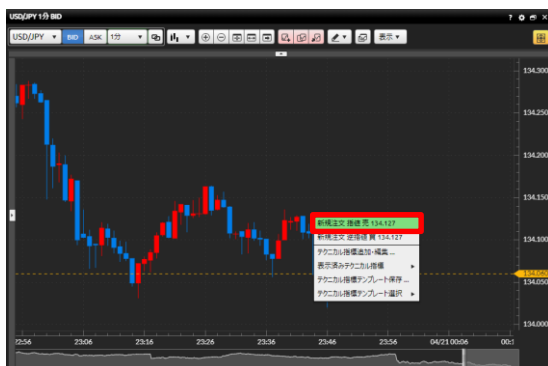 USD/JPY 1分 BID
?
USD/JPY BID ASK 1分 表示
134.300
134.250
134.200
134.150
新規注文 指値 売 134.127
新規注文 逆指値 買 134.127
134.100
テクニカル指標追加・編集...
表示済みテクニカル指標
テクニカル指標テンプレート保存 ...
テクニカル指標テンプレート選択
134.050
134.000
22:56 23:06 23:16 23:26 23:36 23:46 23:56 04/21 00:06